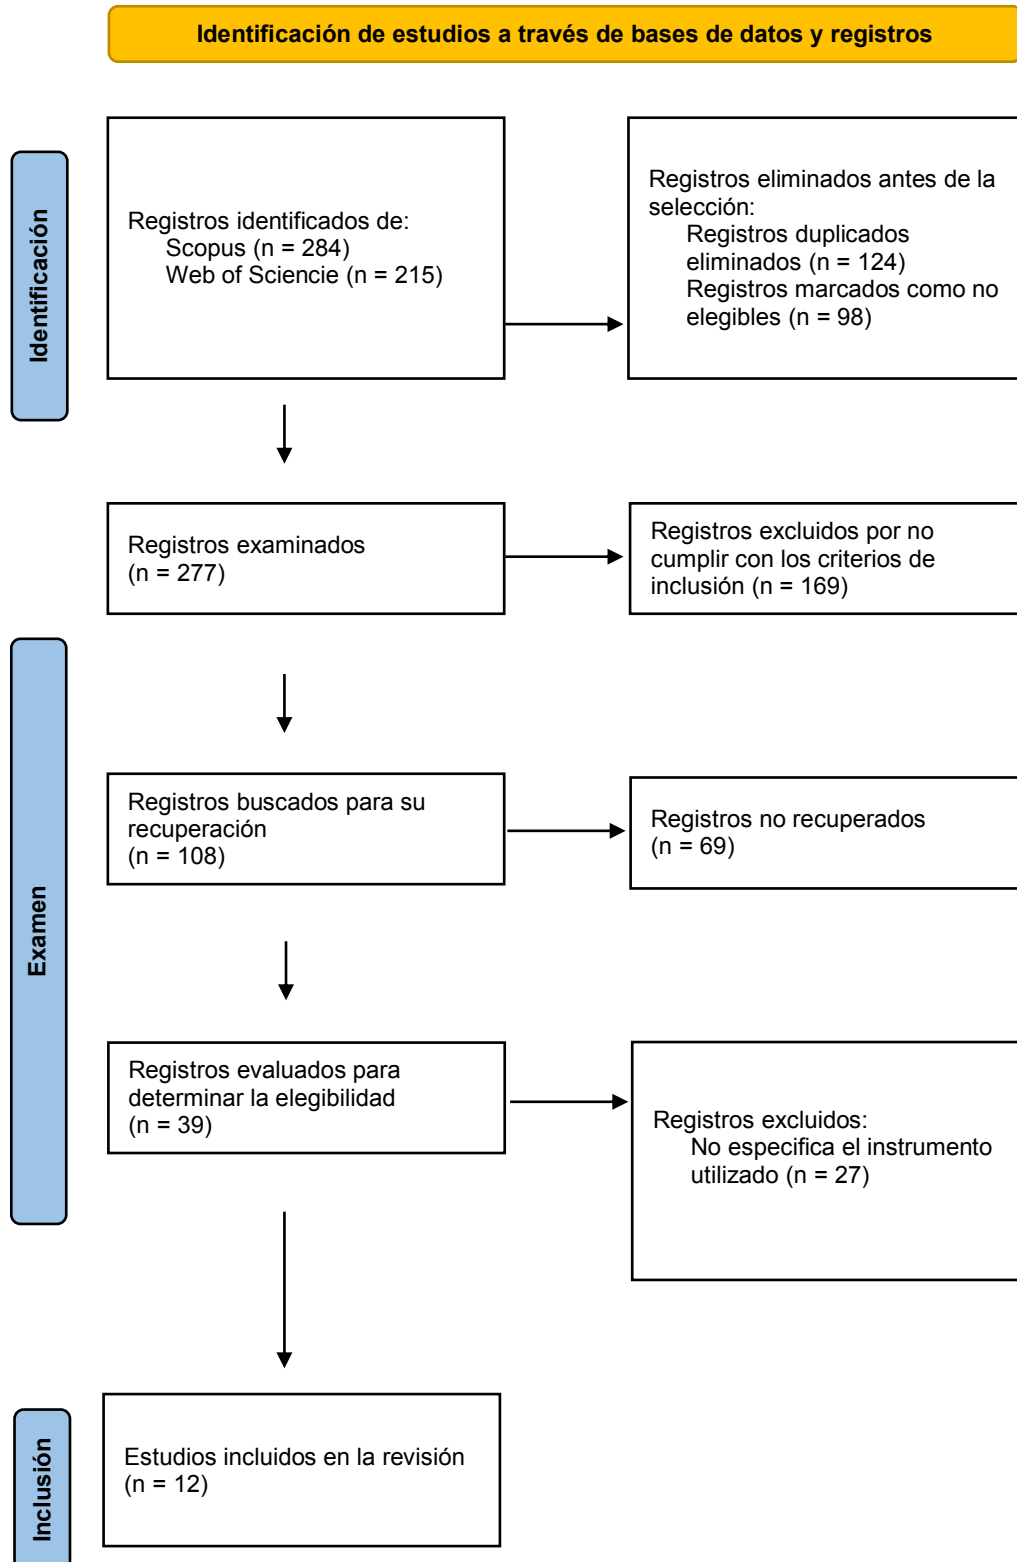 Identificación de estudios a través de bases de datos y registros
Identificación
Registros identificados de:
Scopus (n = 284)
Web of Sciencie (n = 215)
Registros eliminados antes de la
selección:
Registros duplicados
eliminados (n = 124)
Registros marcados como no
elegibles (n = 98)
Registros examinados
(n = 277)
Registros excluidos por no
cumplir con los criterios de
inclusión (n = 169)
Examen
Registros buscados para su
recuperación
(n = 108)
Registros no recuperados
(n = 69)
Registros evaluados para
determinar la elegibilidad
(n = 39)
Registros excluidos:
No especifica el instrumento
utilizado (n = 27)
Inclusión
Estudios incluidos en la revisión
(n = 12)